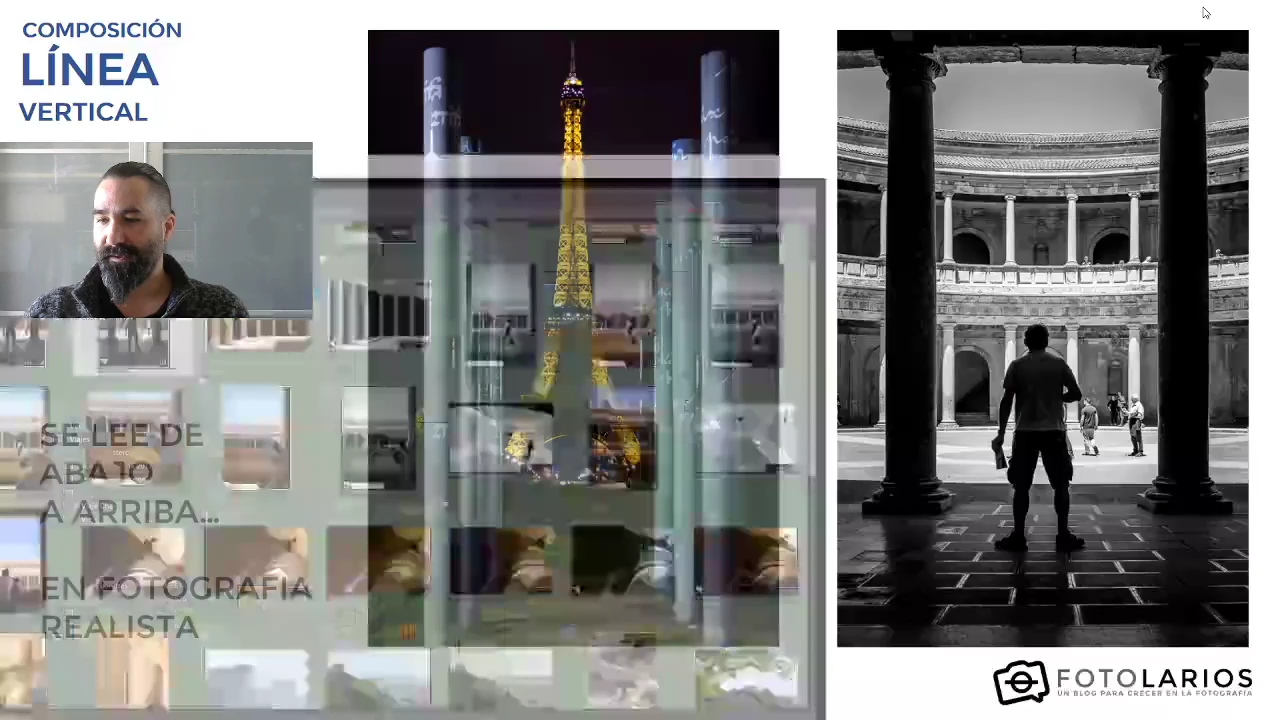 COMPOSICIÓN
LÍNEA
VERTICAL
SE LEE DE
ABAJO
A ARRIBA...
EN FOTOGRAFIA
REALISTA
FOTOLARIOS
UN BLOG PARA CRECER EN LA FOTOGRAFÍA